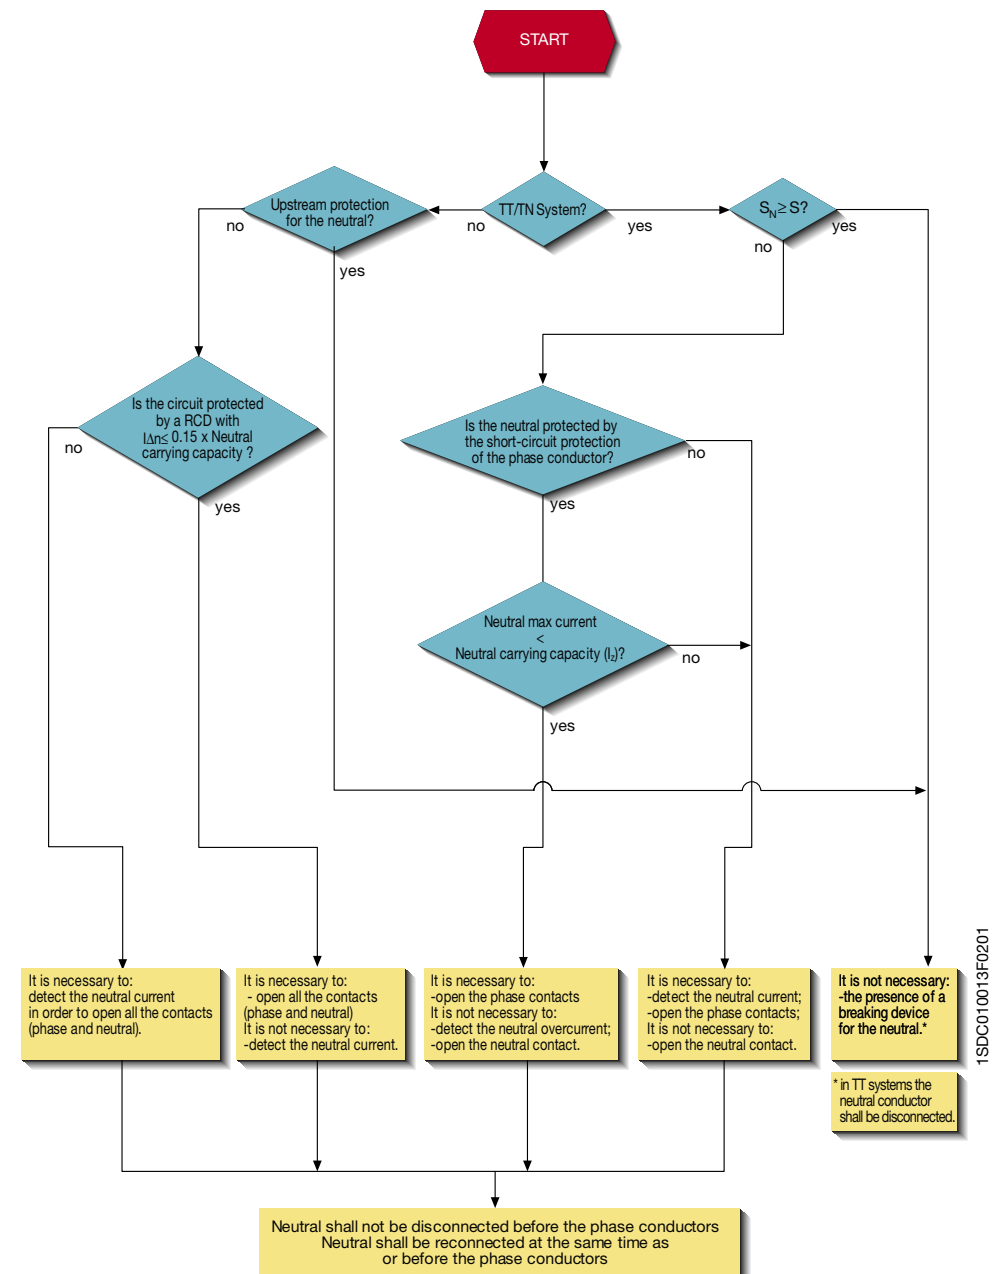 START
Upstream protection
for the neutral?
TT/TN System?
SN ≥ S?
no
no
yes
no
yes
yes
Is the circuit protected
by a RCD with
I∆n≤ 0.15 x Neutral
carrying capacity ?
no
yes
Is the neutral protected by
the short-circuit protection
of the phase conductor?
no
yes
Neutral max current
<
Neutral carrying capacity (Iz)?
no
yes
It is necessary to:
detect the neutral current
in order to open all the contacts
(phase and neutral).
It is necessary to:
- open all the contacts
(phase and neutral)
It is not necessary to:
-detect the neutral current.
It is necessary to:
-open the phase contacts
It is not necessary to:
-detect the neutral overcurrent;
-open the neutral contact.
It is necessary to:
-detect the neutral current;
-open the phase contacts;
It is not necessary to:
-open the neutral contact.
It is not necessary:
-the presence of a
breaking device
for the neutral.*
* in TT systems the
neutral conductor
shall be disconnected.
Neutral shall not be disconnected before the phase conductors
Neutral shall be reconnected at the same time as
or before the phase conductors
1SDC010013F0201